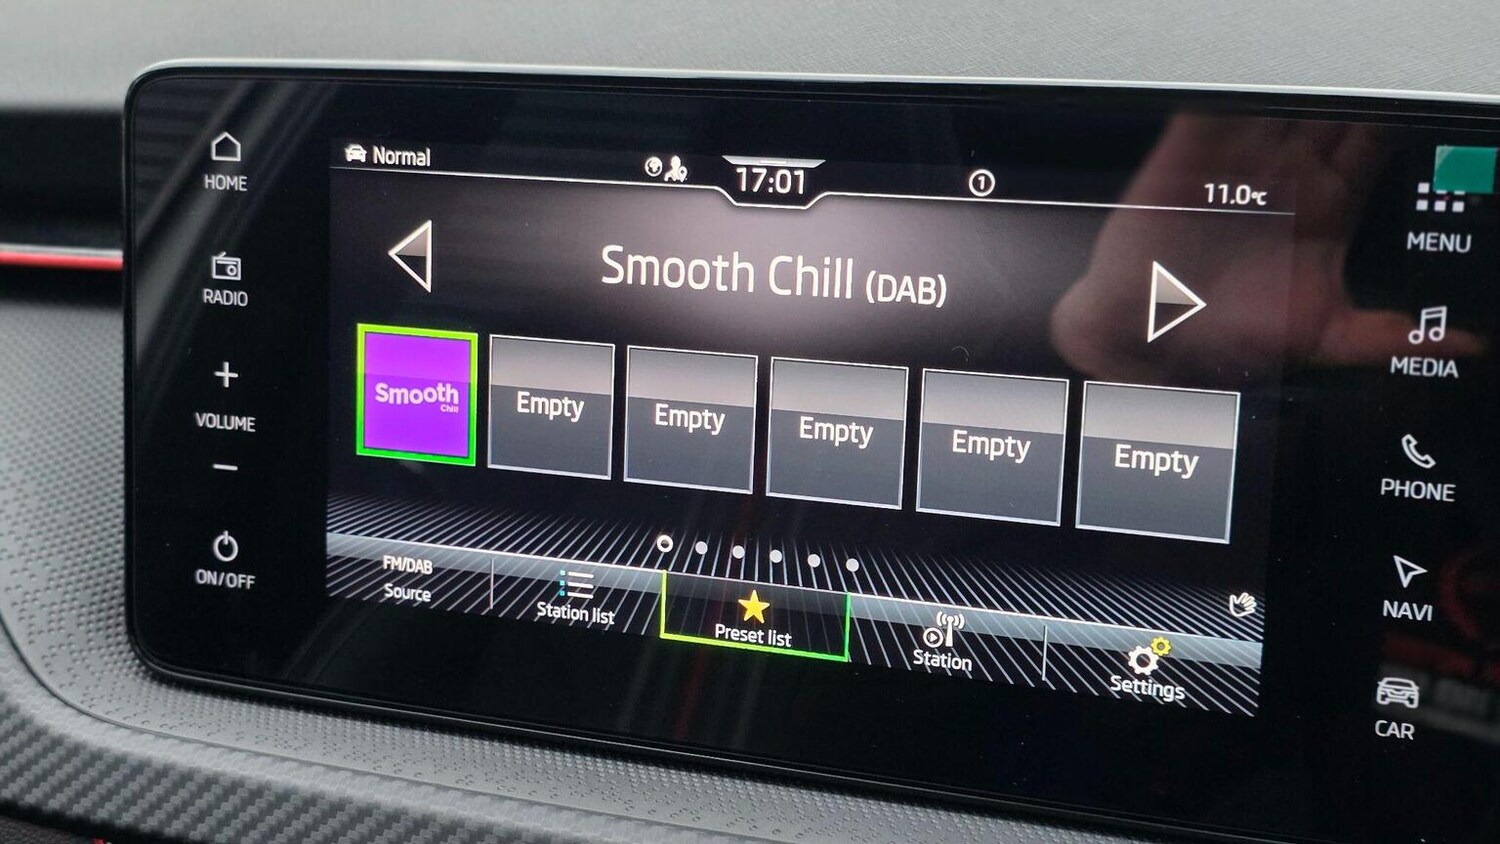 HOME
RADIO
+
VOLUME
−
ON/OFF
Normal
17:01
1
11.0°C
Smooth Chill (DAB)
Smooth
Chill
Empty
Empty
Empty
Empty
Empty
FM/DAB
Source
Station list
Preset list
Station
Settings
MENU
MEDIA
PHONE
NAVI
CAR